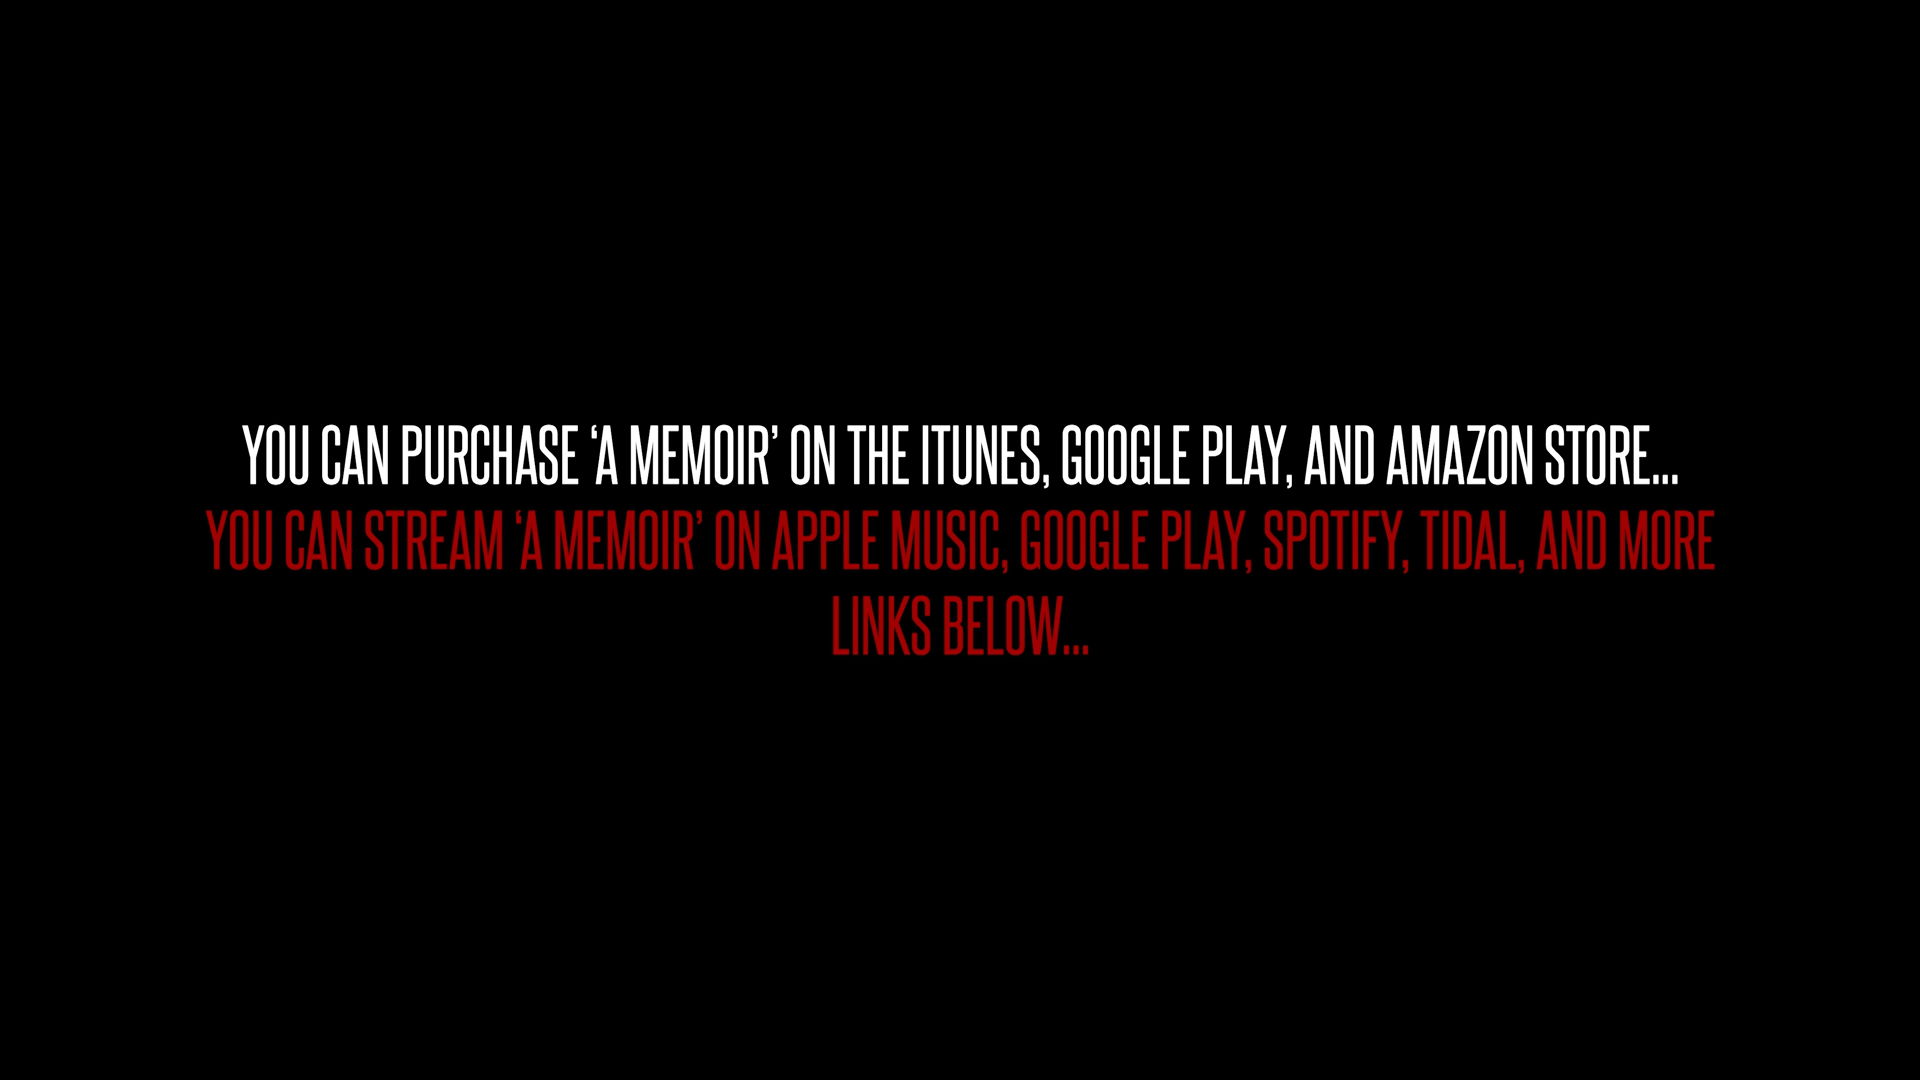 YOU CAN PURCHASE ‘A MEMOIR’ ON THE ITUNES, GOOGLE PLAY, AND AMAZON STORE...
YOU CAN STREAM ‘A MEMOIR’ ON APPLE MUSIC, GOOGLE PLAY, SPOTIFY, TIDAL, AND MORE
LINKS BELOW...